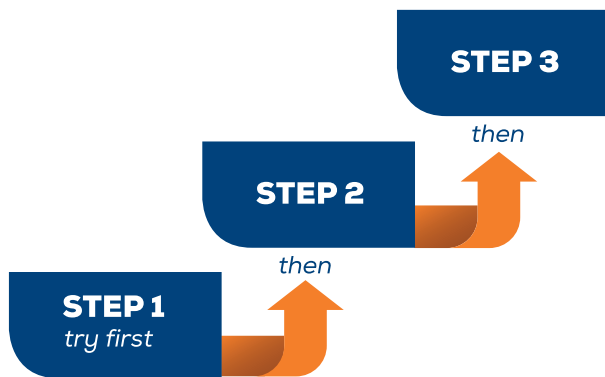 STEP 3
then
STEP 2
then
STEP 1
try first